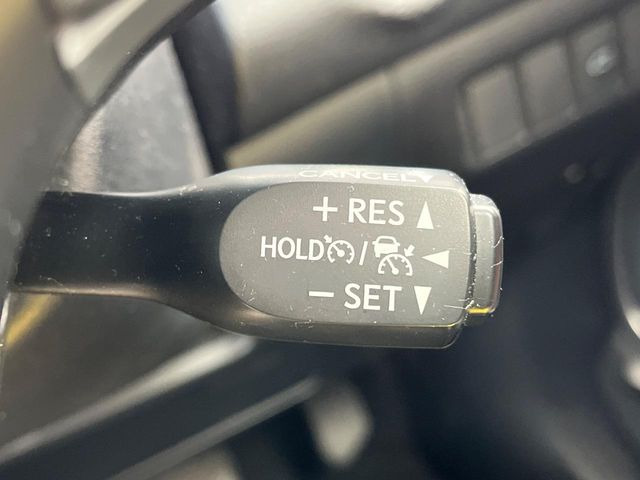 CANCEL
+ RES
HOLD /
− SET